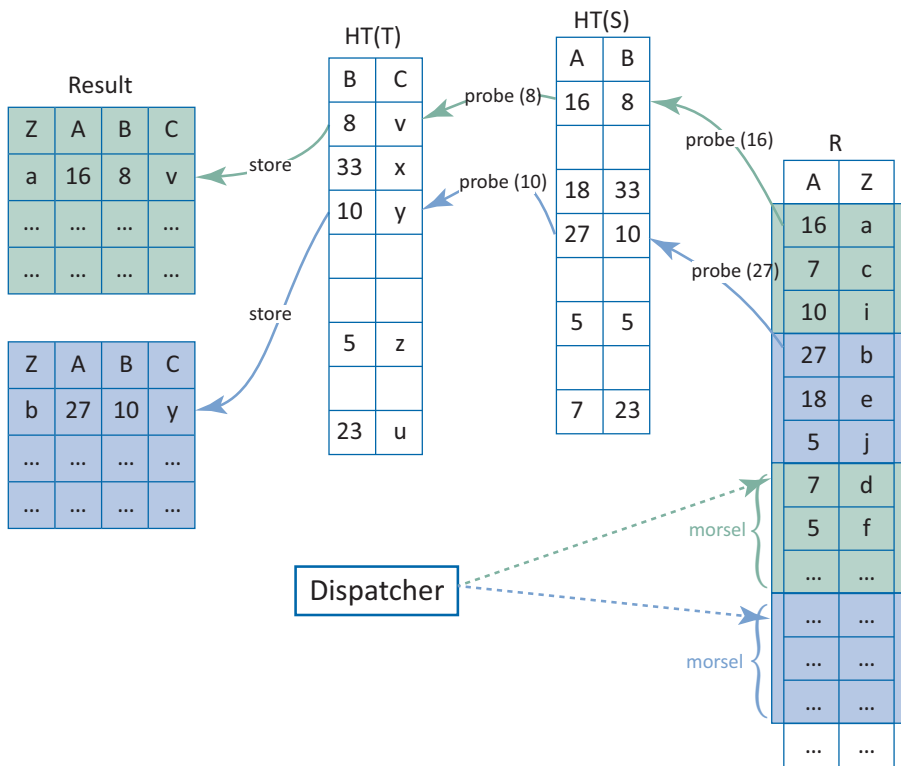 Result
Z A B C
a 16 8 v
... ... ... ...
... ... ... ...
Z A B C
b 27 10 y
... ... ... ...
... ... ... ...
store
store
HT(T)
B C
8 v
33 x
10 y
5 z
23 u
probe (8)
probe (10)
HT(S)
A B
16 8
18 33
27 10
5 5
7 23
probe (16)
probe (27)
R
A Z
16 a
7 c
10 i
27 b
18 e
5 j
7 d
5 f
... ...
... ...
... ...
... ...
... ...
morsel
morsel
Dispatcher